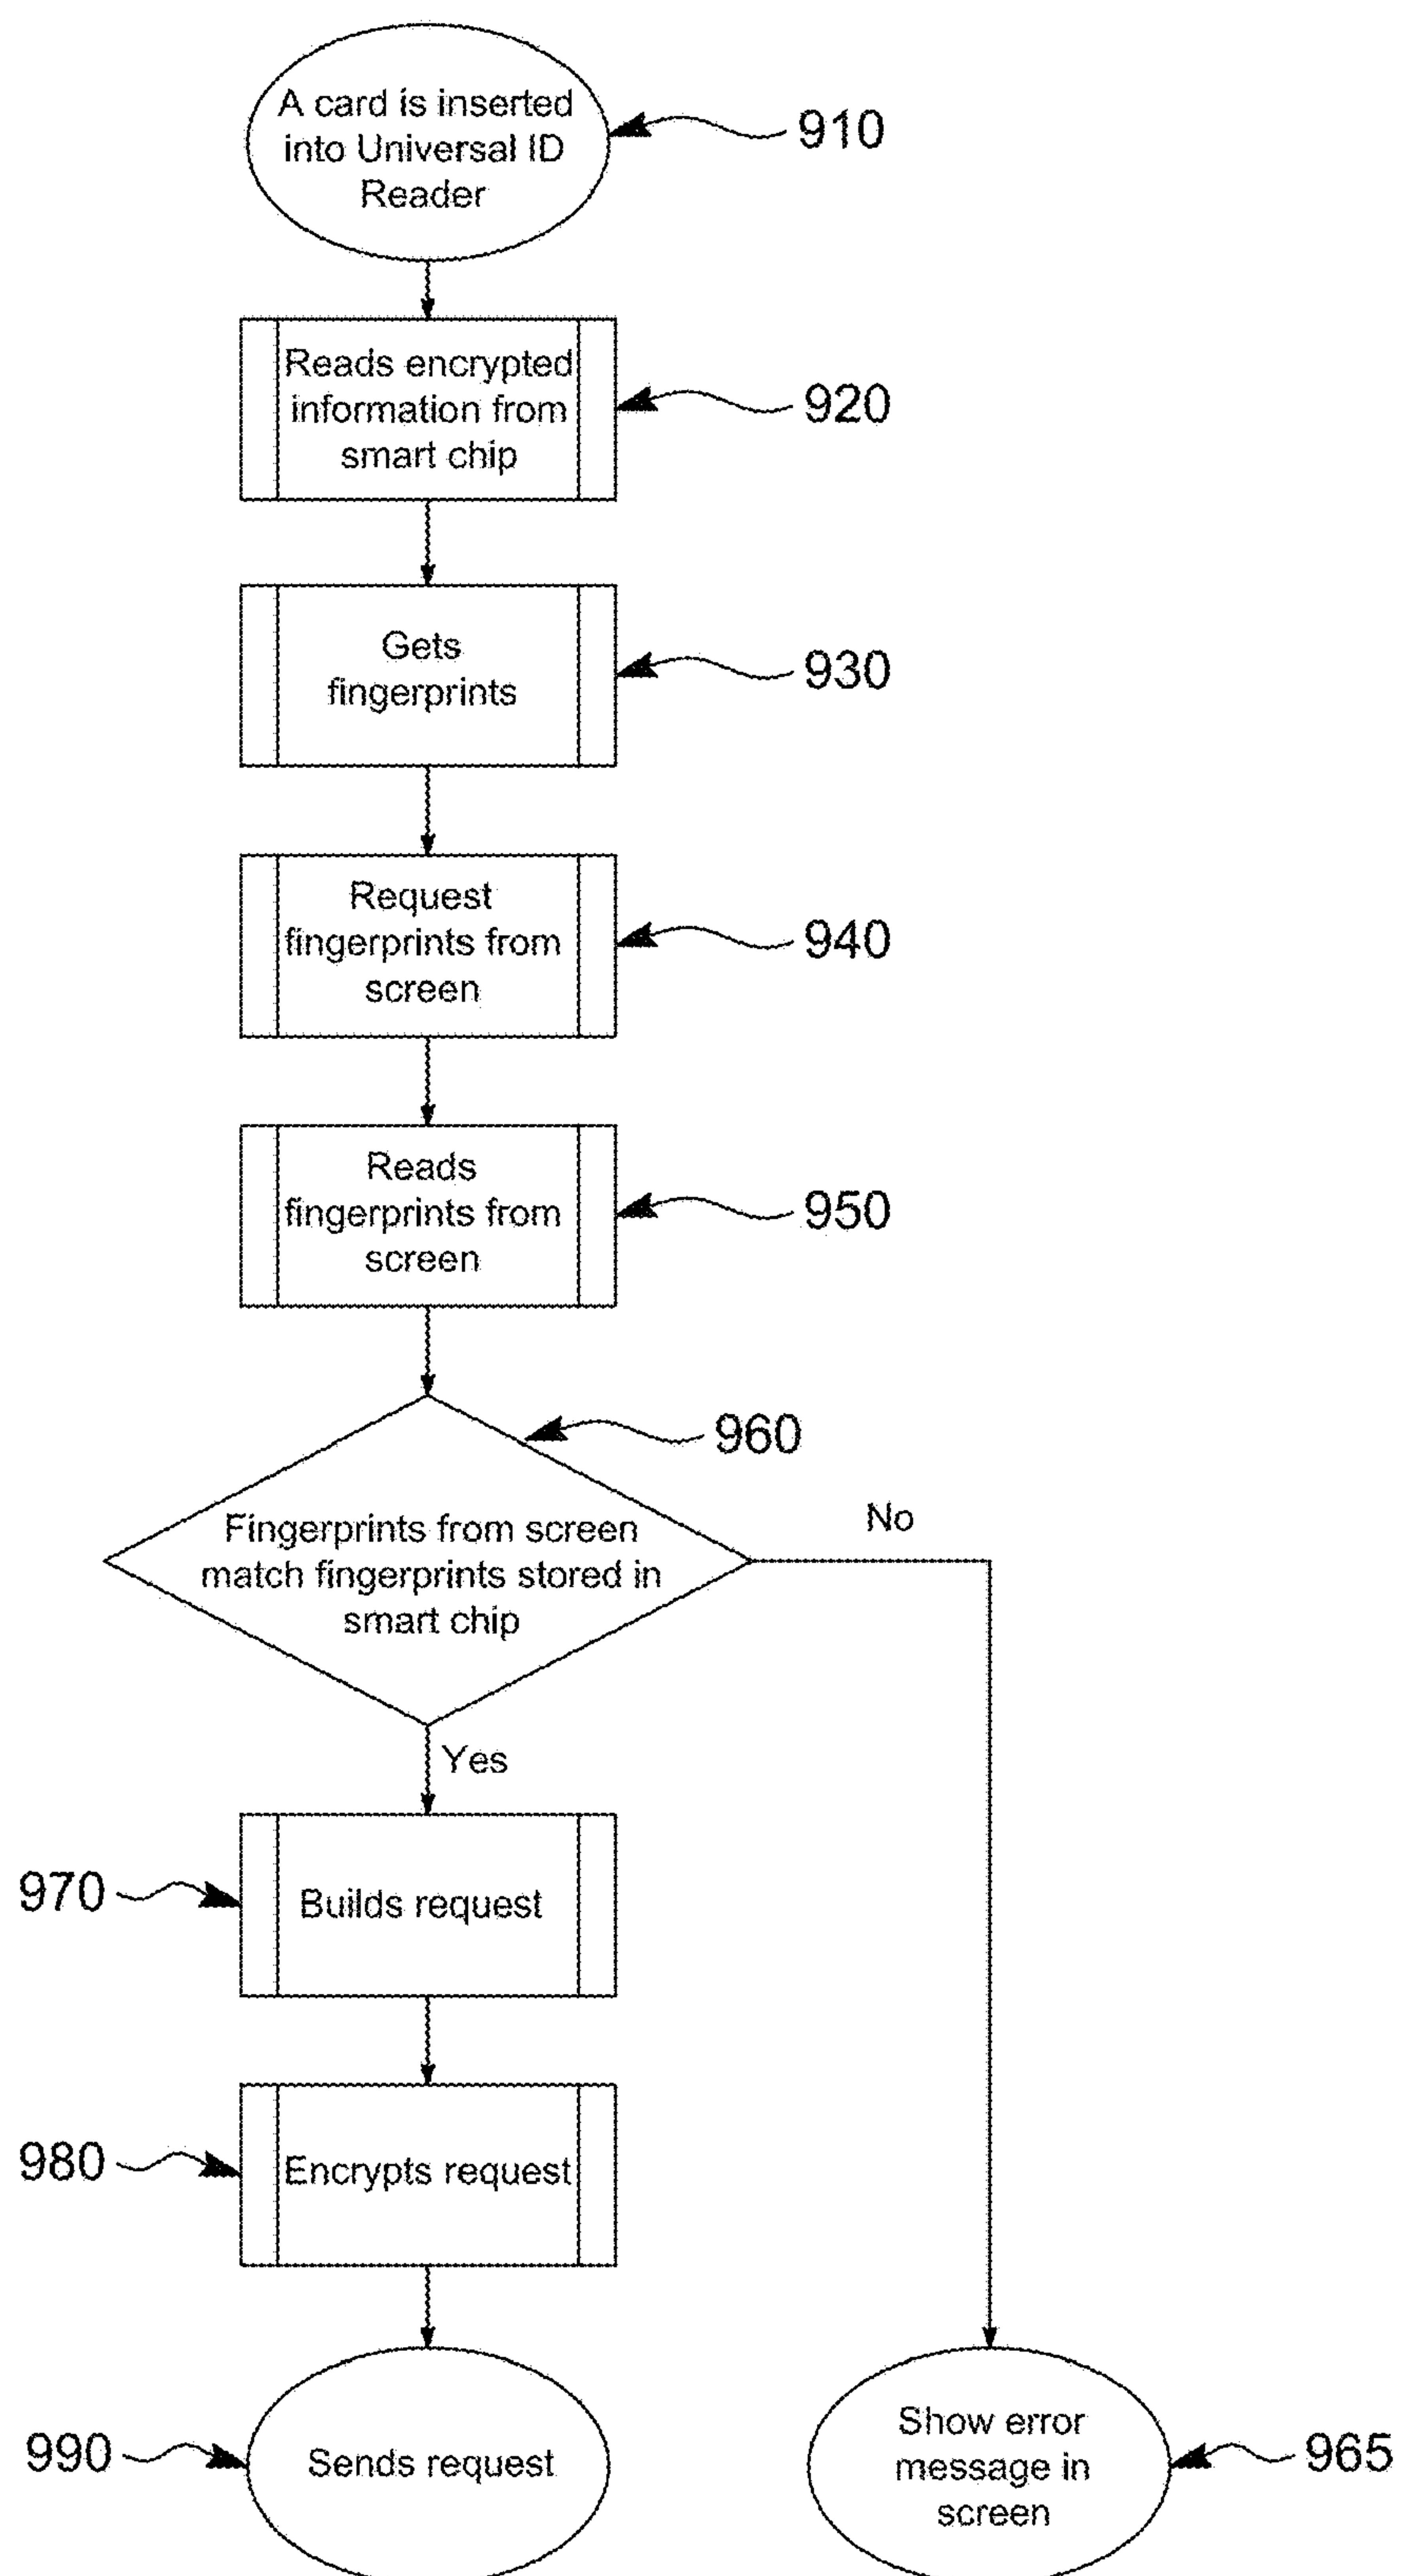 A card is inserted
into Universal ID
Reader
910
Reads encrypted
information from
smart chip
920
Gets
fingerprints
930
Request
fingerprints from
screen
940
Reads
fingerprints from
screen
950
960
Fingerprints from screen
match fingerprints stored in
smart chip
No
Yes
970
Builds request
980
Encrypts request
990
Sends request
Show error
message in
screen
965